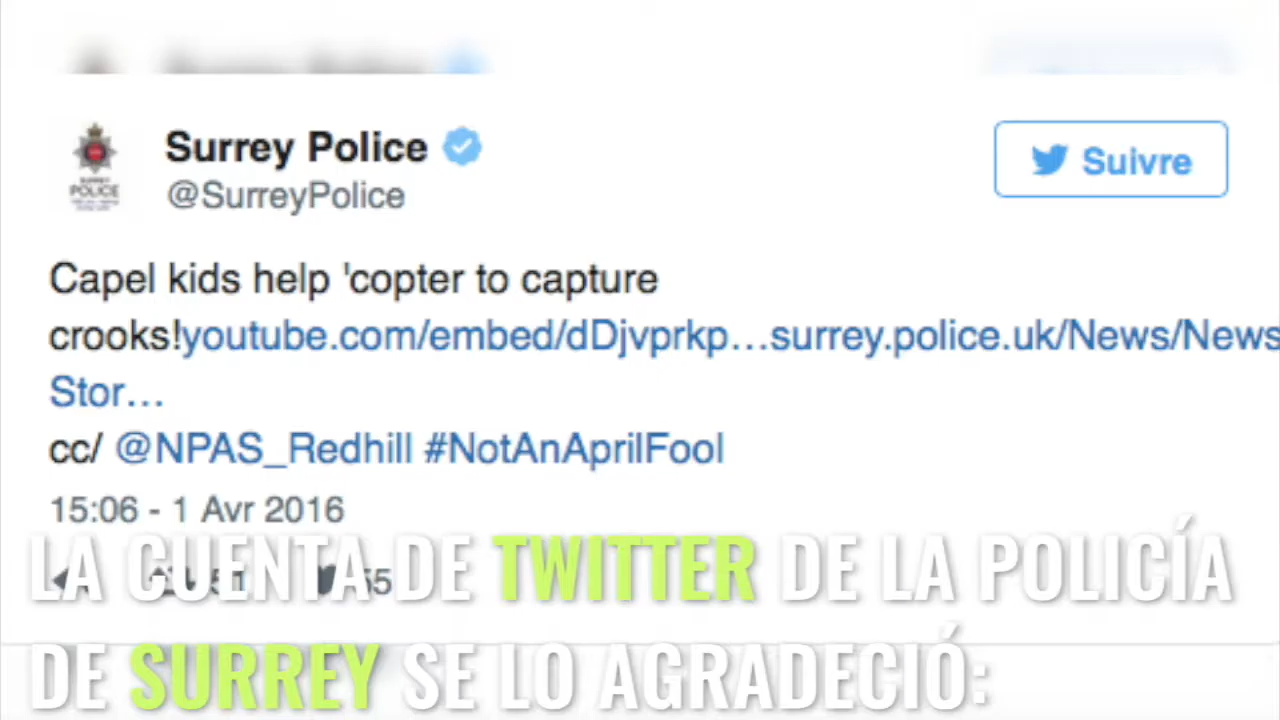 Surrey Police
@SurreyPolice
Suivre
POLICE
Capel kids help 'copter to capture
crooks!youtube.com/embed/dDjvprkp…surrey.police.uk/News/News
Stor…
cc/ @NPAS_Redhill #NotAnAprilFool
15:06 - 1 Avr 2016
LA CUENTA DE TWITTER DE LA POLICÍA
DE SURREY SE LO AGRADECIÓ: